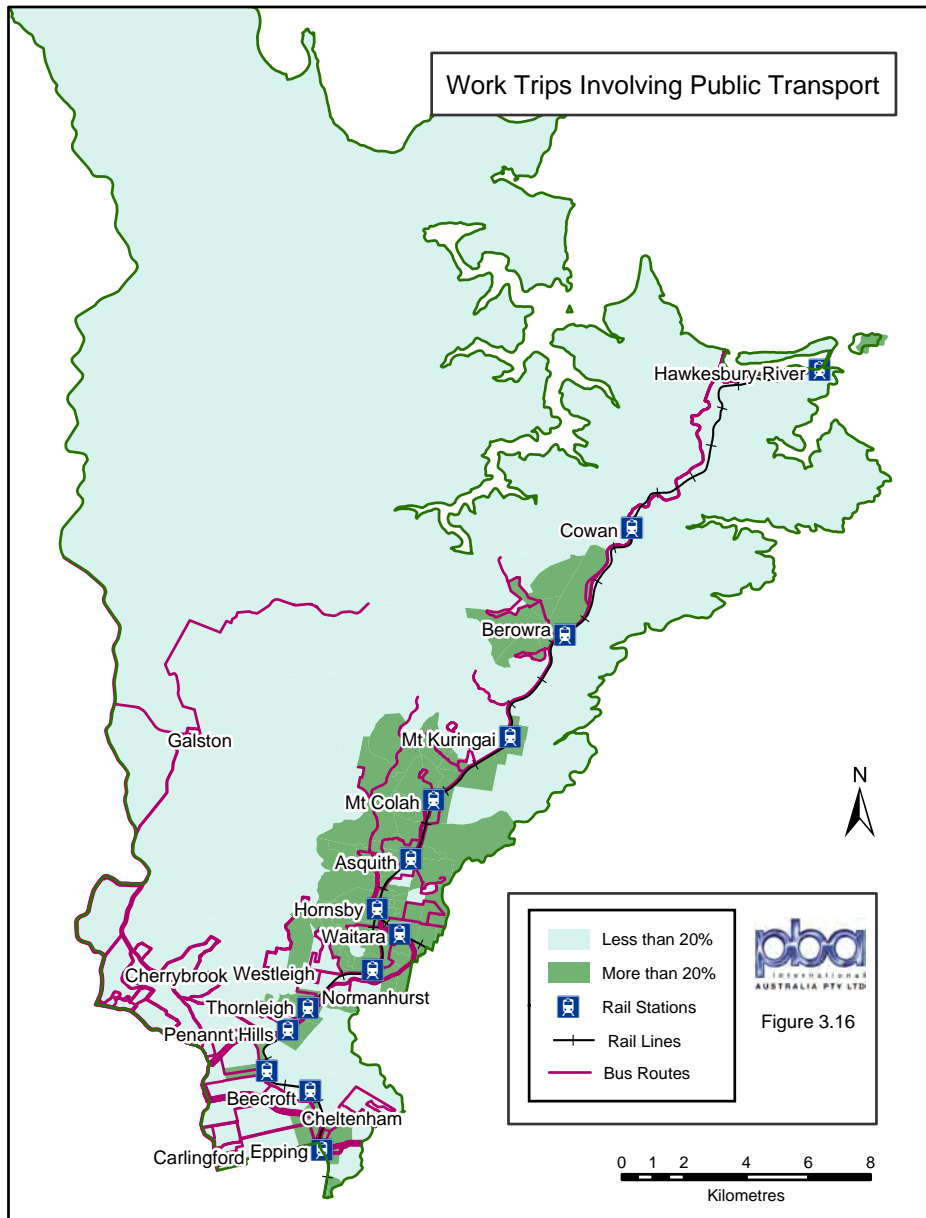 Work Trips Involving Public Transport
Hawkesbury River
Cowan
Berowra
Mt Kuringai
Galston
N
Mt Colah
Asquith
Hornsby
Waitara
Cherrybrook
Westleigh
Normanhurst
Thornleigh
Penannt Hills
Beecroft
Cheltenham
Carlingford
Epping
Less than 20%
More than 20%
Rail Stations
Rail Lines
Bus Routes
pba
international
AUSTRALIA PTY LTD
Figure 3.16
0 1 2 4 6 8
Kilometres